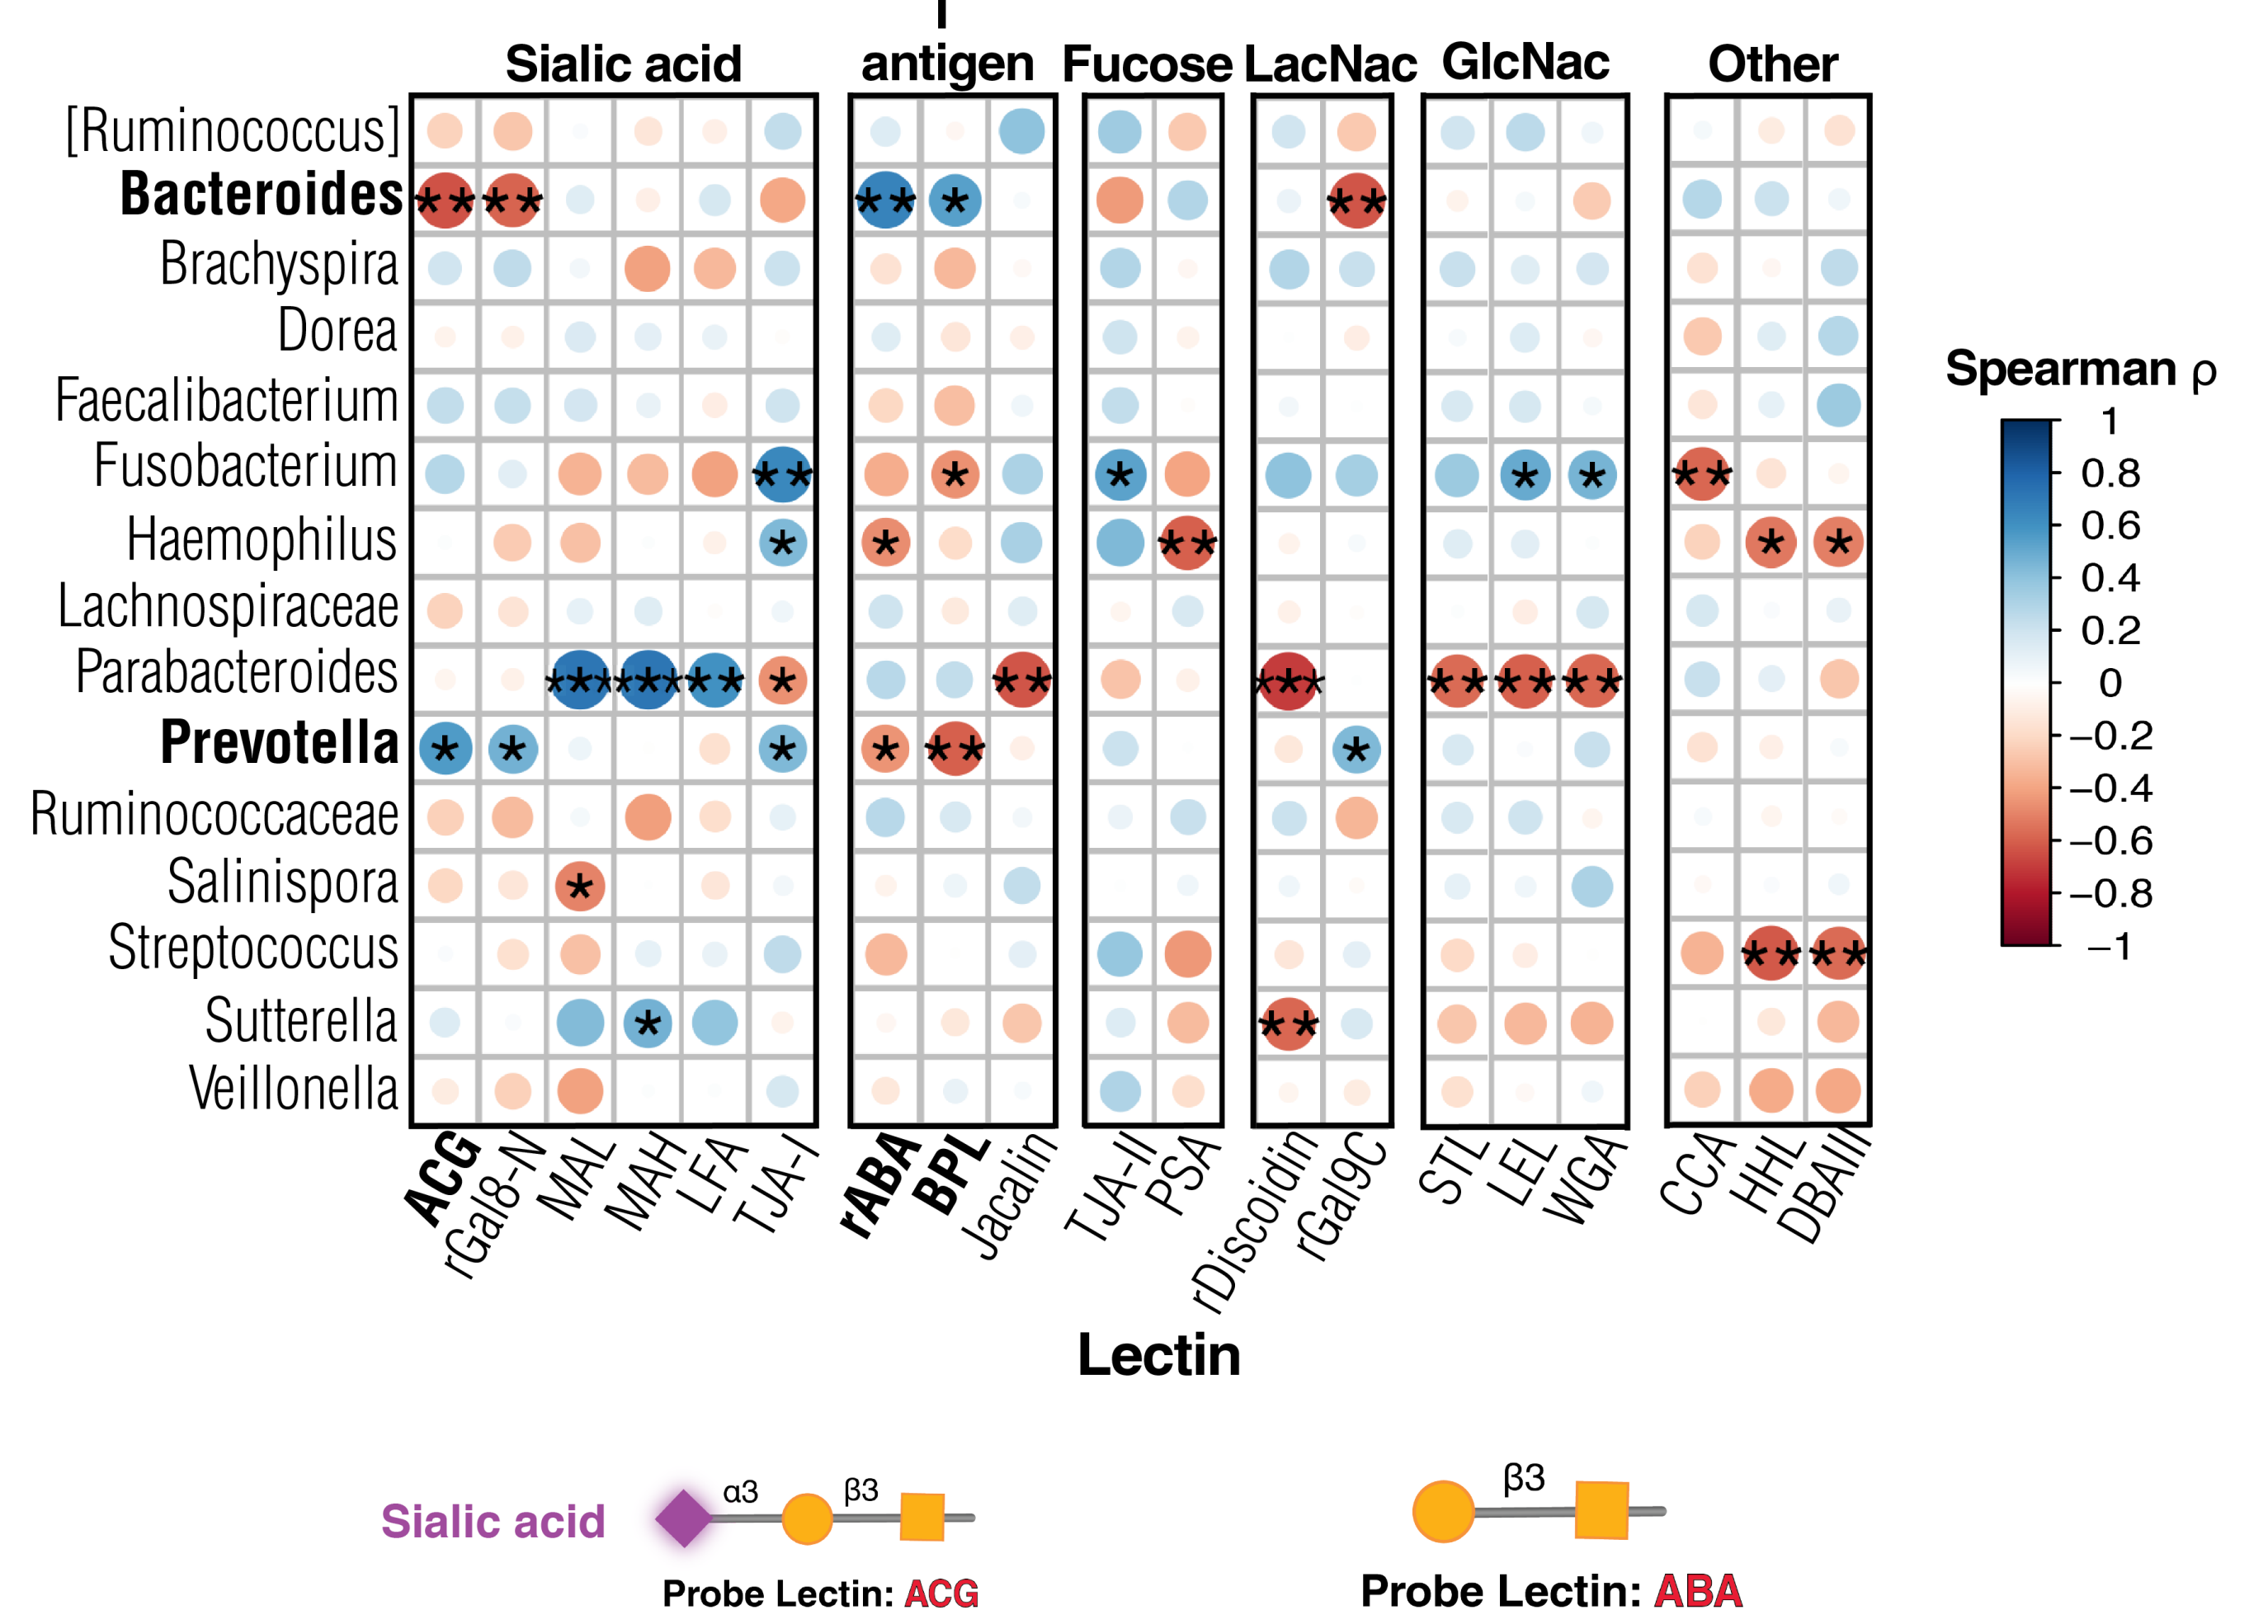 Sialic acid antigen Fucose LacNac GlcNac Other
[Ruminococcus]
Bacteroides ** ** ** * **
Brachyspira
Dorea
Faecalibacterium
Fusobacterium ** * * * * **
Haemophilus * * ** * *
Lachnospiraceae
Parabacteroides *** *** ** * ** *** ** ** **
Prevotella * * * * ** *
Ruminococcaceae
Salinispora *
Streptococcus ** **
Sutterella * **
Veillonella
ACG rGal8-N MAL MAH LFA TJA-I rABA BPL Jacalin TJA-II PSA rDiscoidin rGal9C STL LEL WGA CCA HHL DBAIII
Lectin
Spearman ρ
1
0.8
0.6
0.4
0.2
0
−0.2
−0.4
−0.6
−0.8
−1
Sialic acid α3 β3
Probe Lectin: ACG
β3
Probe Lectin: ABA